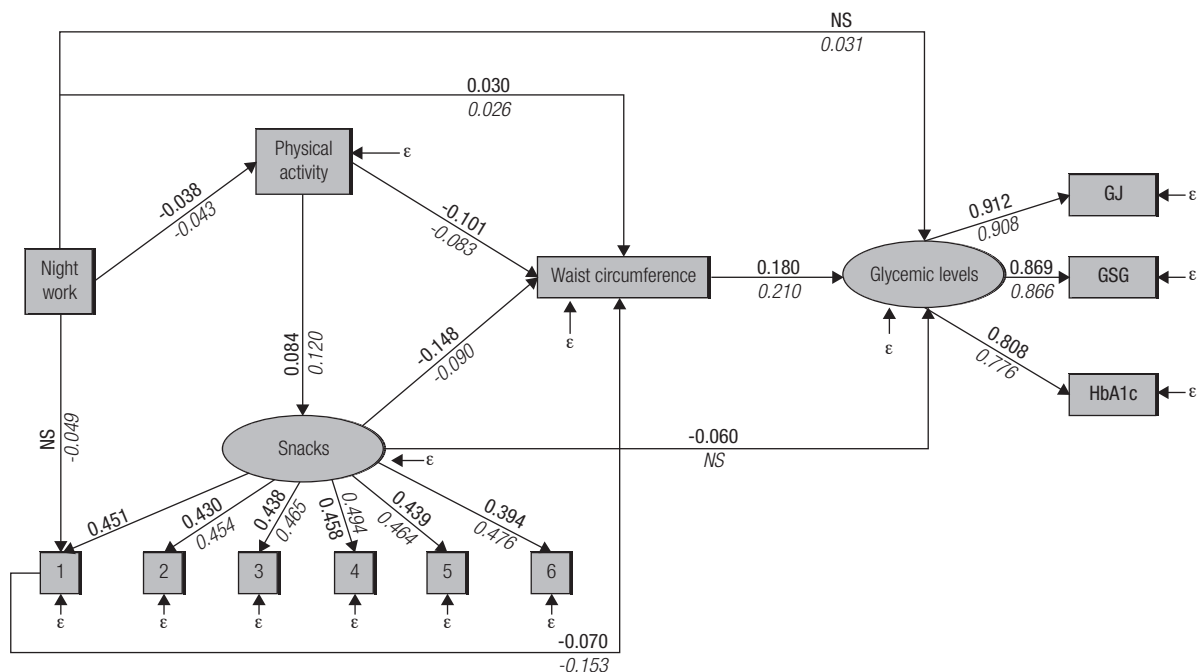 NS
0.031
0.030
0.026
Physical
activity
ε
-0.038
-0.043
-0.101
-0.083
GJ
ε
0.912
0.908
Night
work
Waist circumference
ε
0.180
0.210
Glycemic levels
ε
0.869
0.866
GSG
ε
0.808
0.776
HbA1c
ε
0.084
0.120
-0.148
-0.090
NS
-0.049
Snacks
ε
-0.060
NS
0.451
0.430
0.454
0.438
0.465
0.458
0.494
0.439
0.464
0.394
0.476
1
2
3
4
5
6
ε
ε
ε
ε
ε
ε
-0.070
-0.153